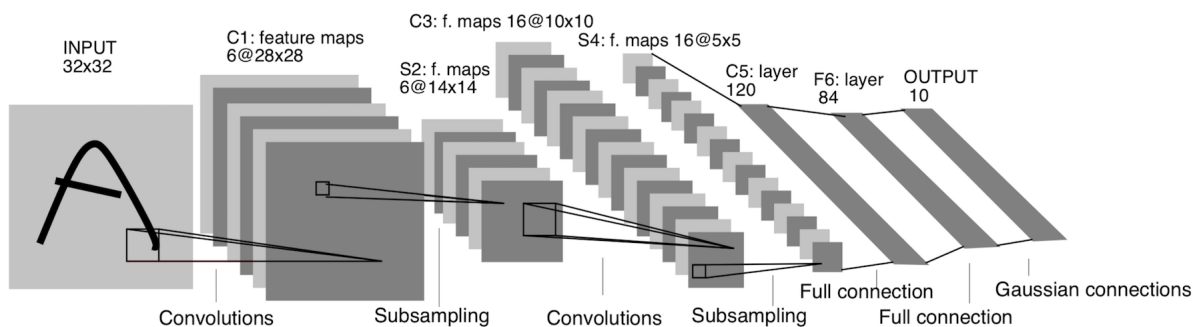 INPUT
32x32
C1: feature maps
6@28x28
S2: f. maps
6@14x14
C3: f. maps 16@10x10
S4: f. maps 16@5x5
C5: layer
120
F6: layer
84
OUTPUT
10
Convolutions
Subsampling
Convolutions
Subsampling
Full connection
Full connection
Gaussian connections